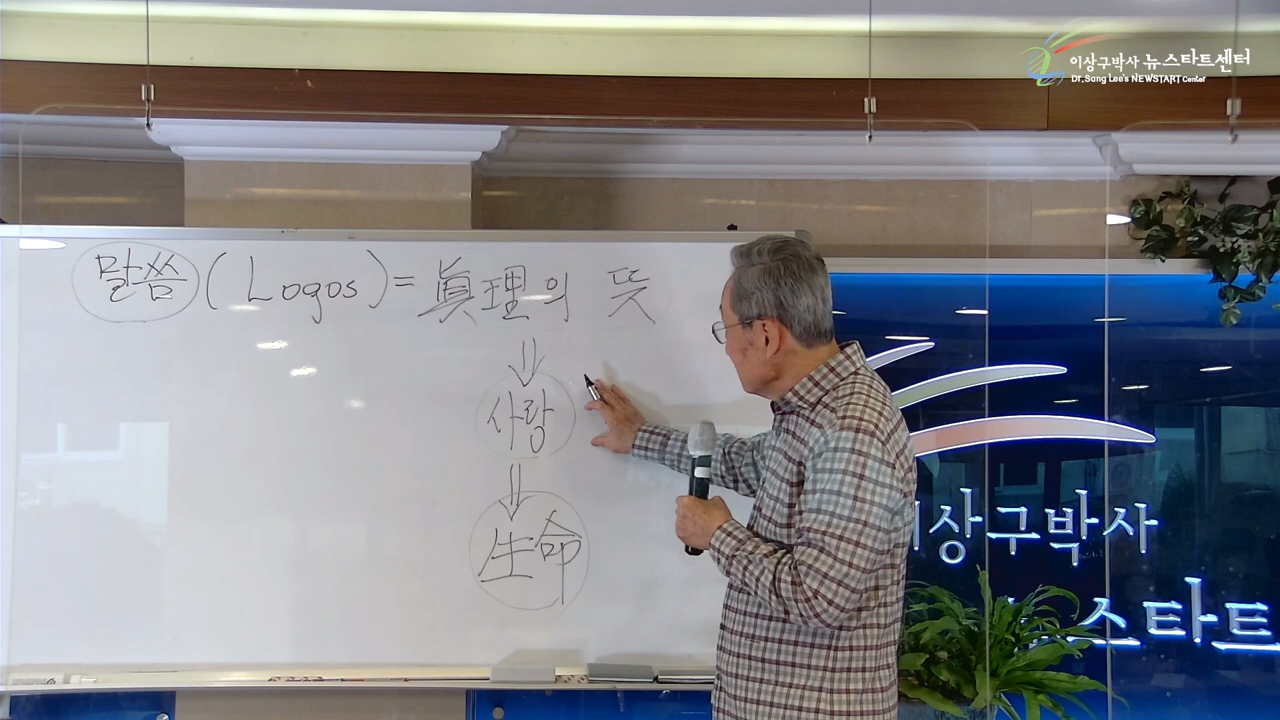 이상구박사 뉴스타트센터
Dr. Sang Lee's NEWSTART Center
말씀 (Logos) = 眞理의 뜻
⇓
사랑
⇓
生命
이상구박사
뉴스타트